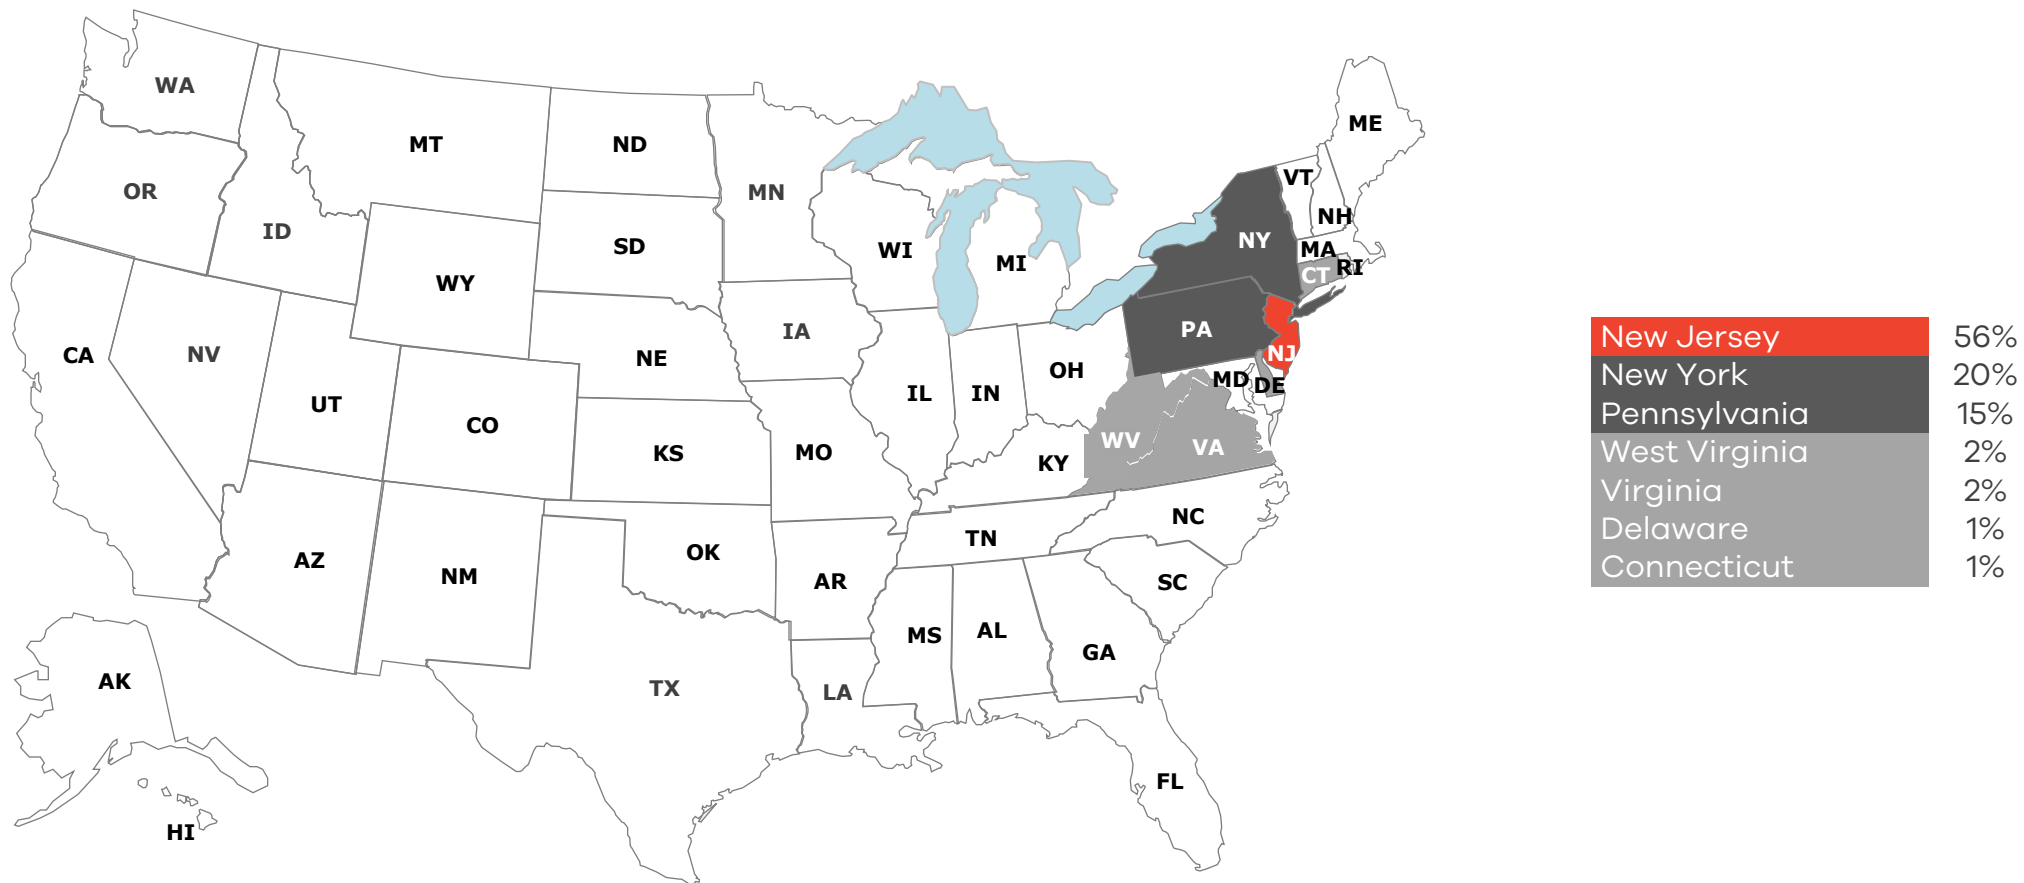 WA
MT
ND
MN
OR
ID
SD
WY
WI
MI
ME
VT
NH
NY
MA
RI
CT
CA
NV
UT
CO
NE
IA
IL
IN
OH
PA
NJ
MD
DE
WV
VA
KY
KS
MO
AZ
NM
OK
AR
TN
NC
SC
MS
AL
GA
TX
LA
FL
AK
HI
New Jersey 56%
New York 20%
Pennsylvania 15%
West Virginia 2%
Virginia 2%
Delaware 1%
Connecticut 1%